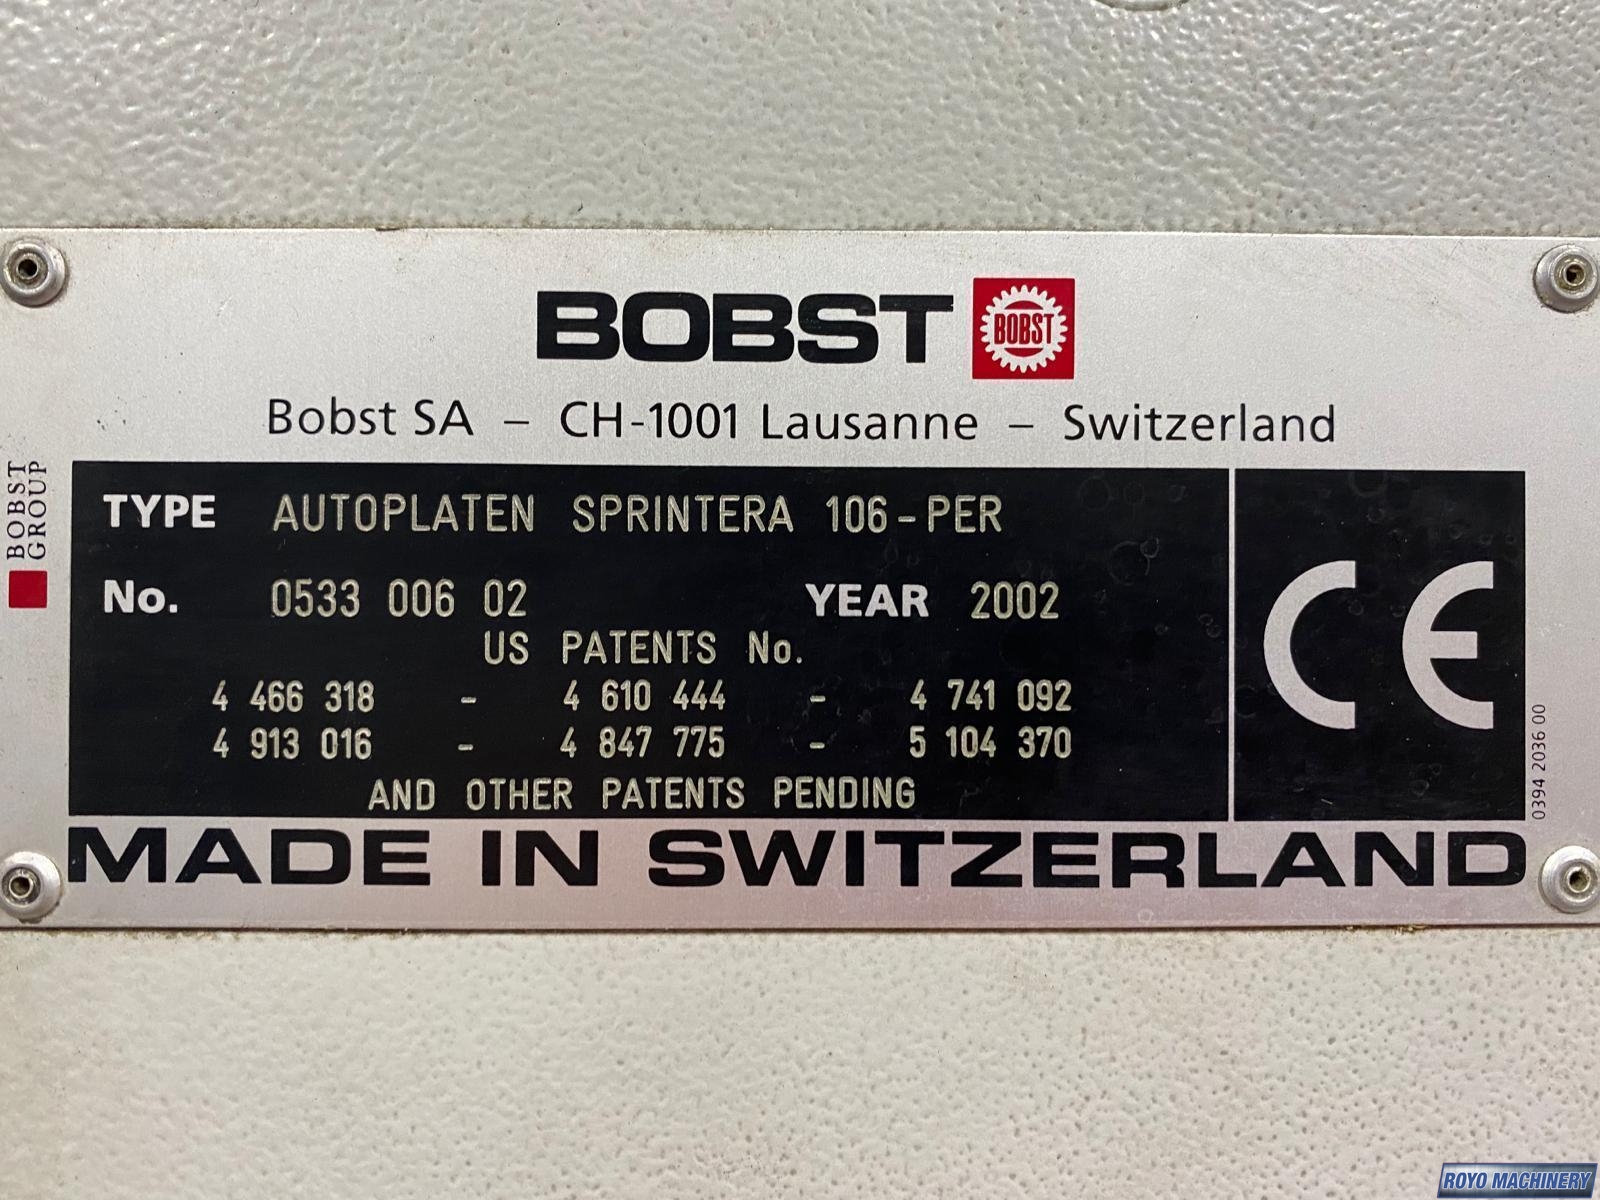 BOBST BOBST
Bobst SA – CH-1001 Lausanne – Switzerland
BOBST
GROUP
TYPE AUTOPLATEN SPRINTERA 106-PER
No. 0533 006 02 YEAR 2002
US PATENTS No.
4 466 318 - 4 610 444 - 4 741 092
4 913 016 - 4 847 775 - 5 104 370
AND OTHER PATENTS PENDING
CE
0394 2036 00
MADE IN SWITZERLAND
ROYO MACHINERY